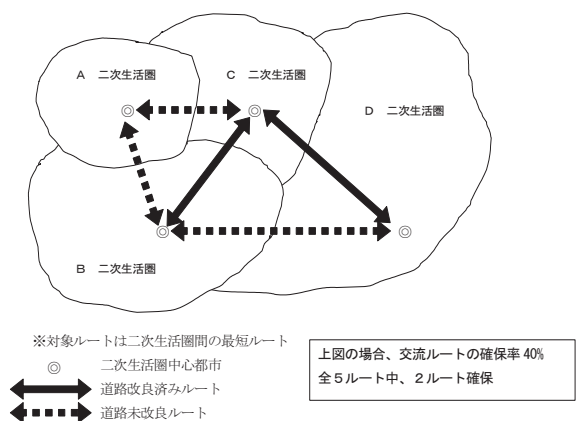 A　二次生活圏
C　二次生活圏
D　二次生活圏
B　二次生活圏
※対象ルートは二次生活圏間の最短ルート
◎　二次生活圏中心都市
道路改良済みルート
道路未改良ルート
上図の場合、交流ルートの確保率 40%
全５ルート中、２ルート確保